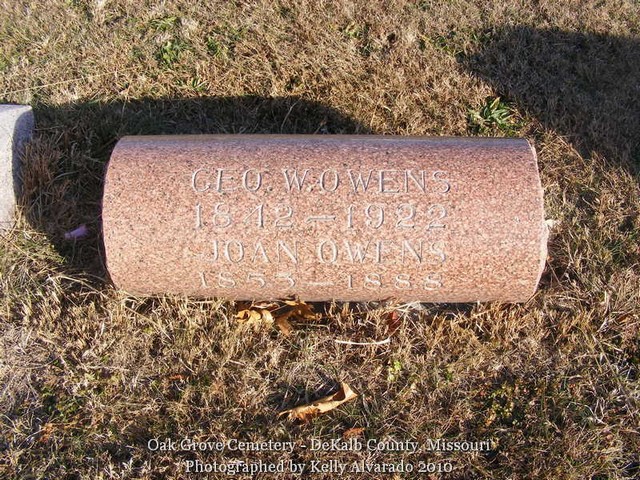 GEO. W. OWENS
1842 – 1922
JOAN OWENS
1853 – 1888
Oak Grove Cemetery - DeKalb County, Missouri
Photographed by Kelly Alvarado 2010